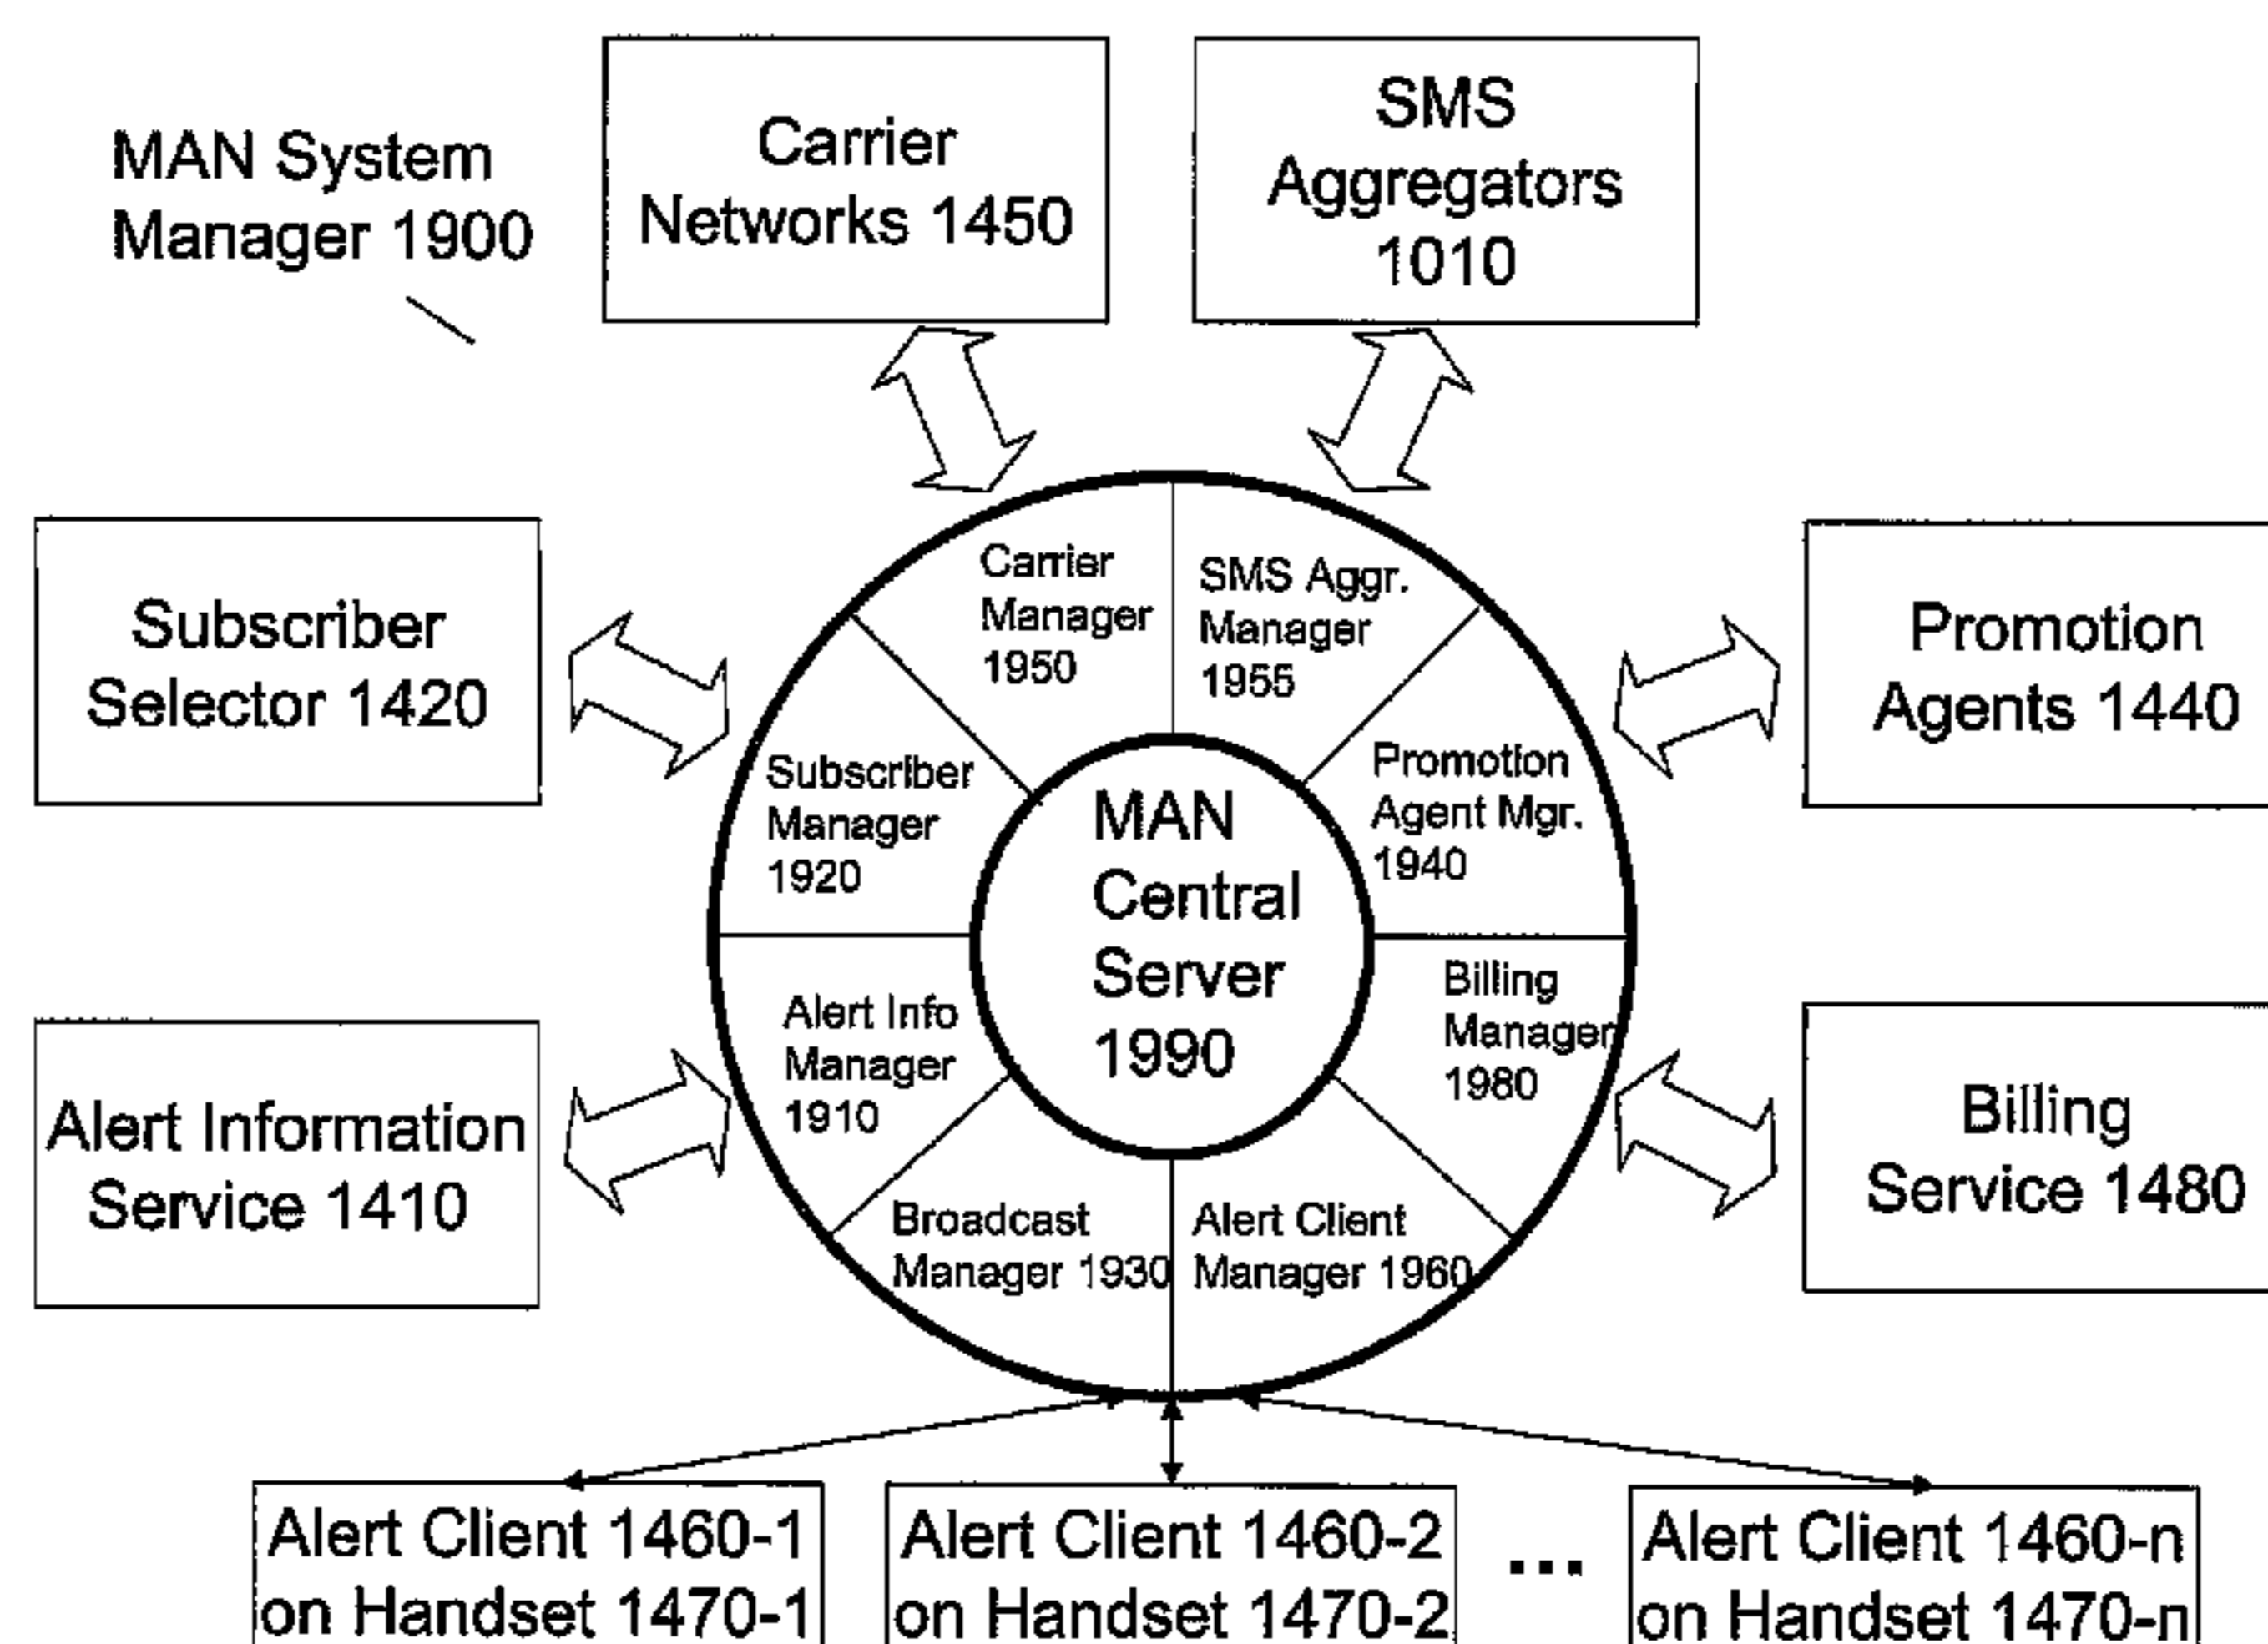 MAN System
Manager 1900
Carrier
Networks 1450
SMS
Aggregators
1010
Subscriber
Selector 1420
Carrier
Manager
1950
SMS Aggr.
Manager
1955
Promotion
Agents 1440
Subscriber
Manager
1920
MAN
Central
Server
1990
Promotion
Agent Mgr.
1940
Alert Information
Service 1410
Alert Info
Manager
1910
Billing
Manager
1980
Billing
Service 1480
Broadcast
Manager 1930
Alert Client
Manager 1960
Alert Client 1460-1
on Handset 1470-1
Alert Client 1460-2
on Handset 1470-2
...
Alert Client 1460-n
on Handset 1470-n